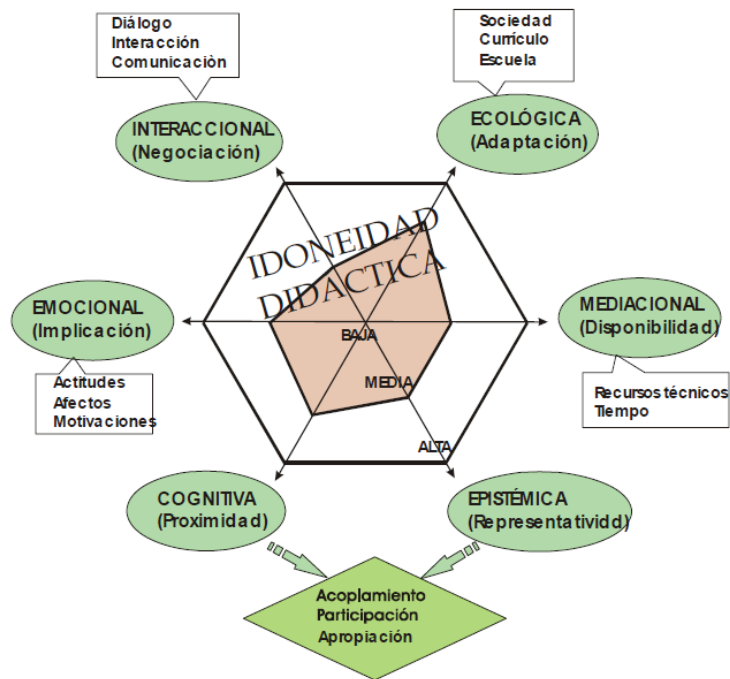 Diálogo
Interacción
Comunicaciòn
Sociedad
Currículo
Escuela
INTERACCIONAL
(Negociación)
ECOLÓGICA
(Adaptación)
IDONEIDAD
DIDACTICA
EMOCIONAL
(Implicación)
MEDIACIONAL
(Disponibilidad)
BAJA
MEDIA
ALTA
Actitudes
Afectos
Motivaciones
Recursos técnicos
Tiempo
COGNITIVA
(Proximidad)
EPISTÉMICA
(Representatividd)
Acoplamiento
Participación
Apropiación